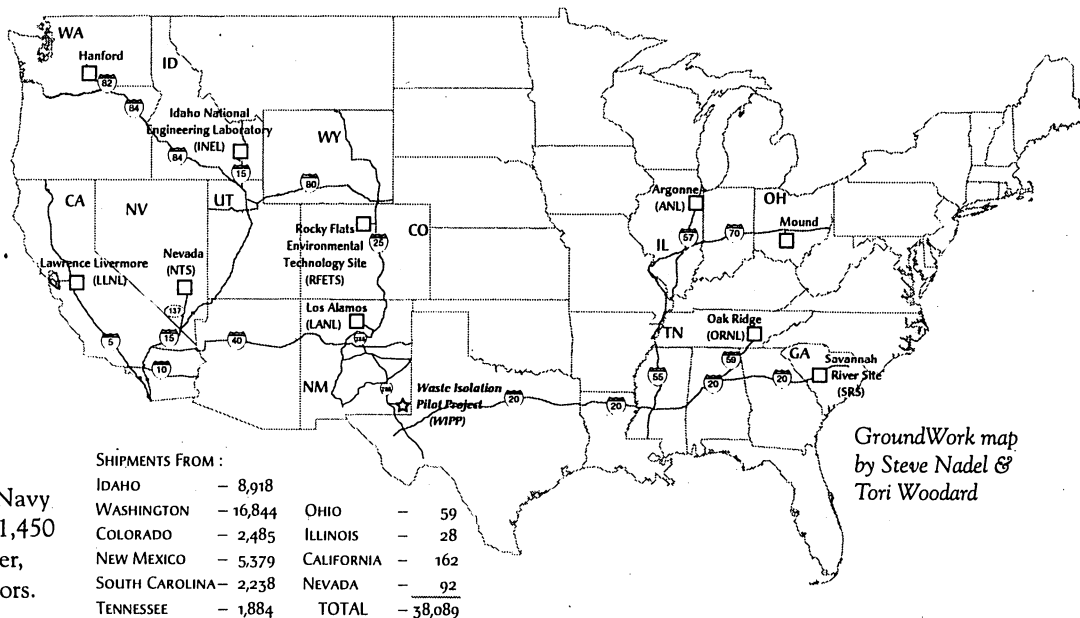 WA
Hanford
82
84
ID
Idaho National
Engineering Laboratory
(INEL)
84
15
WY
80
UT
CA
NV
Rocky Flats
Environmental
Technology Site
(RFETS)
25
CO
Lawrence Livermore
(LLNL)
Nevada
(NTS)
137
15
5
10
40
Los Alamos
(LANL)
NM
Waste Isolation
Pilot Project
(WIPP)
20
20
Argonne
(ANL)
57
IL
70
OH
Mound
TN
Oak Ridge
(ORNL)
55
59
20
20
GA
Savannah
River Site
(SRS)
GroundWork map
by Steve Nadel &
Tori Woodard
Navy
1,450
er,
ors.
SHIPMENTS FROM :
IDAHO – 8,918
WASHINGTON – 16,844 OHIO – 59
COLORADO – 2,485 ILLINOIS – 28
NEW MEXICO – 5,379 CALIFORNIA – 162
SOUTH CAROLINA – 2,238 NEVADA – 92
TENNESSEE – 1,884 TOTAL – 38,089